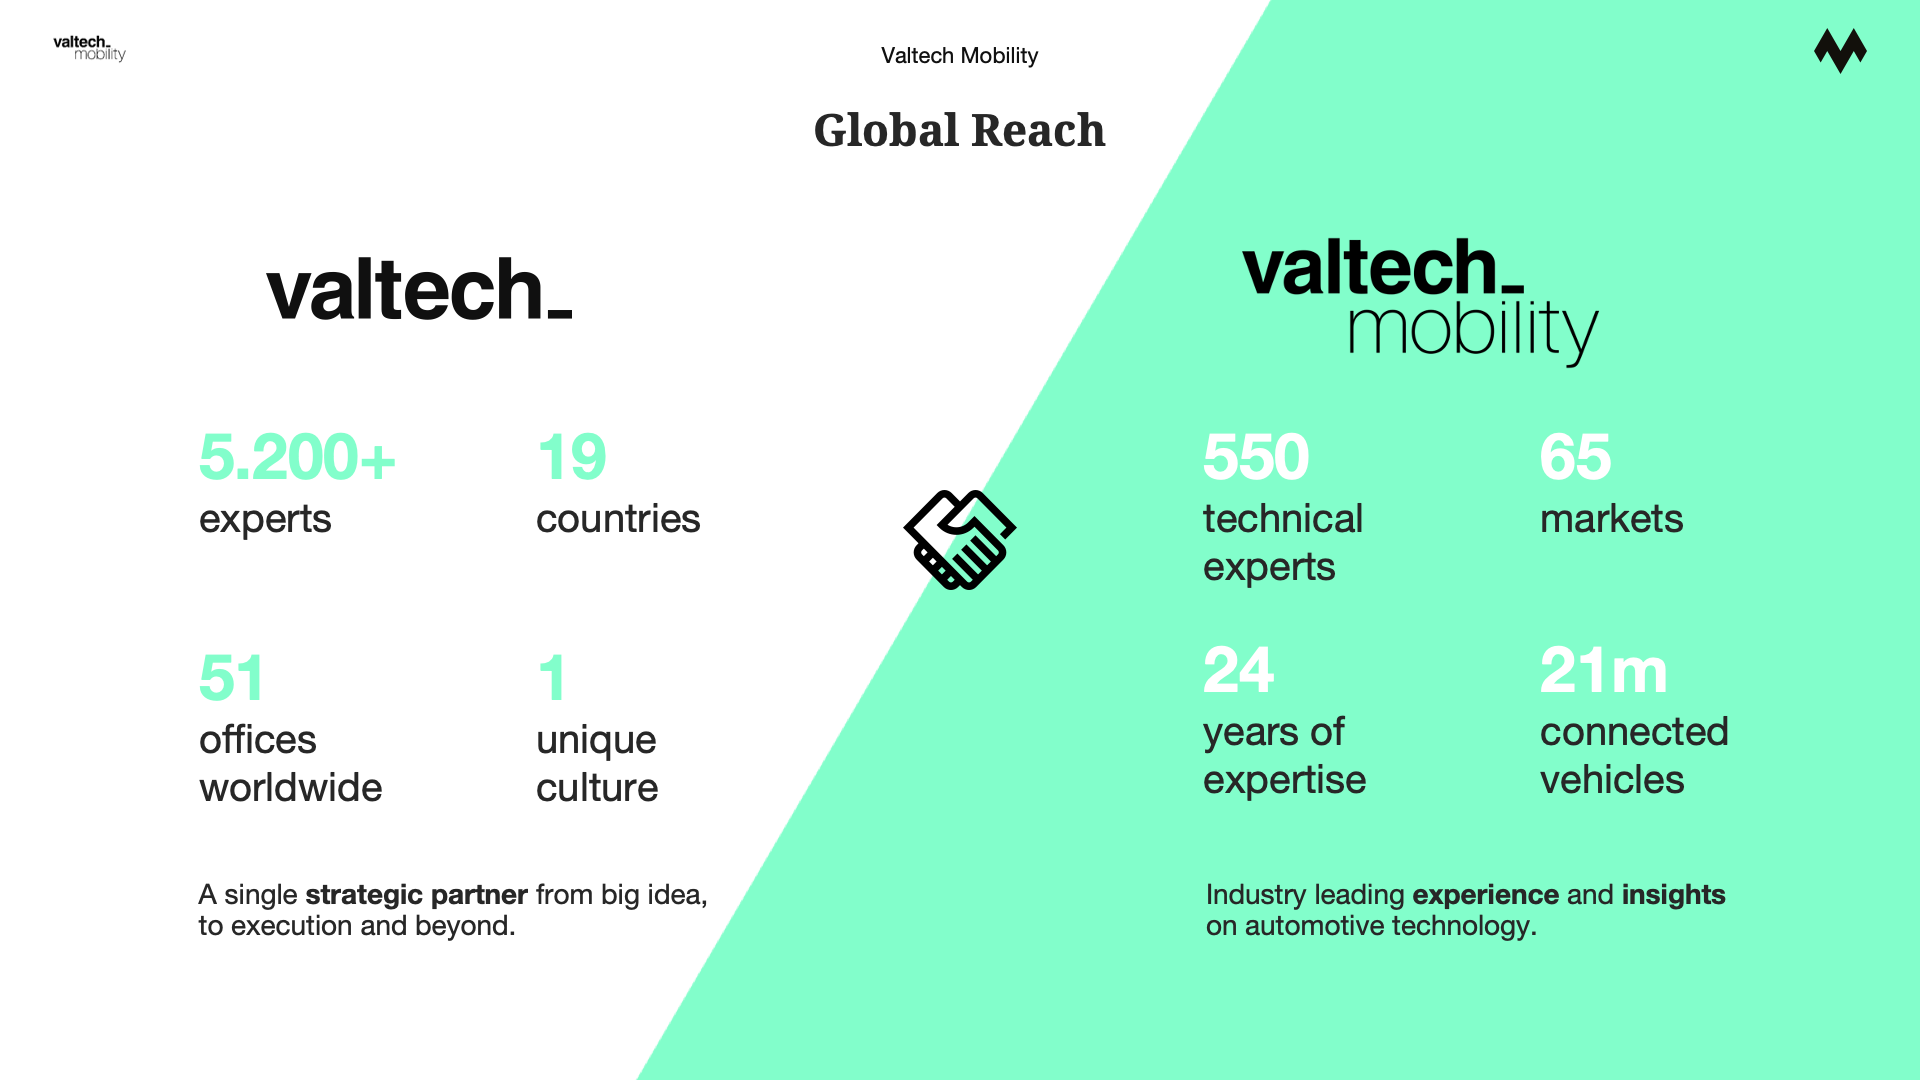 valtech_
mobility
Valtech Mobility
Global Reach
valtech_
5.200+
experts
19
countries
51
offices
worldwide
1
unique
culture
A single strategic partner from big idea,
to execution and beyond.
valtech_
mobility
550
technical
experts
65
markets
24
years of
expertise
21m
connected
vehicles
Industry leading experience and insights
on automotive technology.